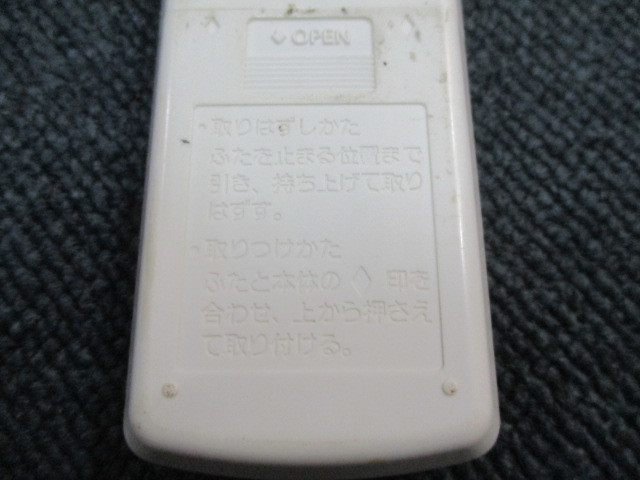 ◇ OPEN
・取りはずしかた
ふたを止まる位置まで
引き、持ち上げて取り
はずす。
・取りつけかた
ふたと本体の ◇ 印を
合わせ、上から押さえ
て取り付ける。